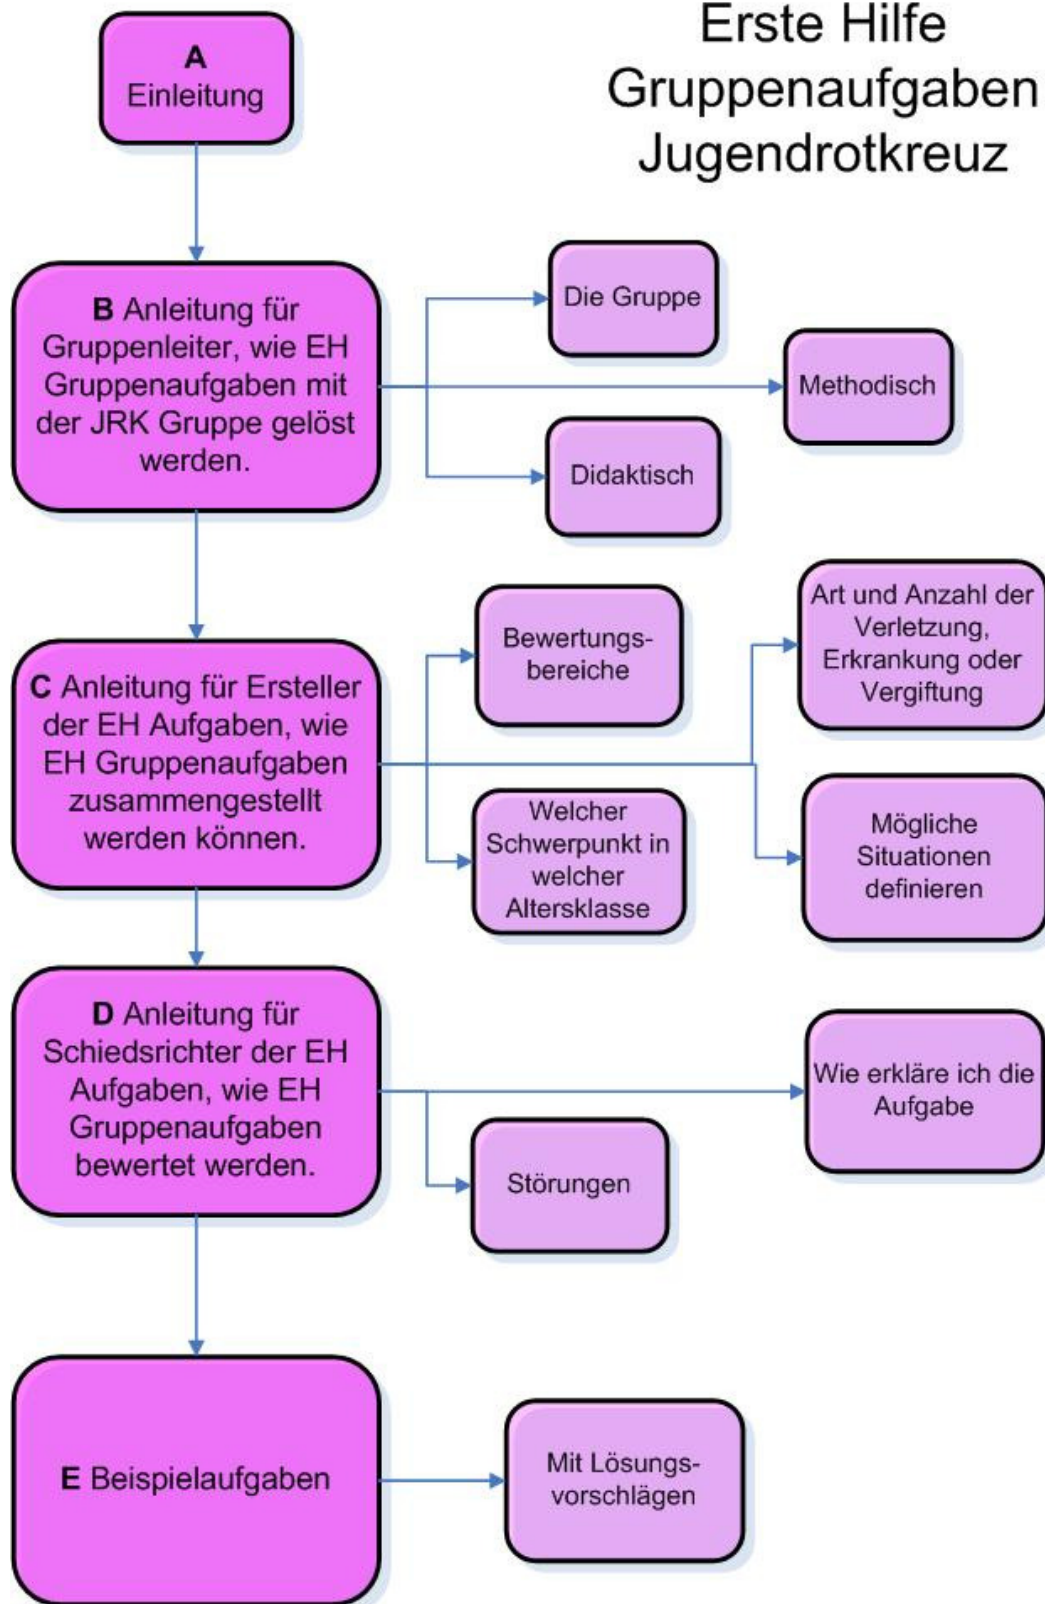 Erste Hilfe
Gruppenaufgaben
Jugendrotkreuz
A
Einleitung
B Anleitung für
Gruppenleiter, wie EH
Gruppenaufgaben mit
der JRK Gruppe gelöst
werden.
Die Gruppe
Methodisch
Didaktisch
C Anleitung für Ersteller
der EH Aufgaben, wie
EH Gruppenaufgaben
zusammengestellt
werden können.
Bewertungs-
bereiche
Art und Anzahl der
Verletzung,
Erkrankung oder
Vergiftung
Welcher
Schwerpunkt in
welcher
Altersklasse
Mögliche
Situationen
definieren
D Anleitung für
Schiedsrichter der EH
Aufgaben, wie EH
Gruppenaufgaben
bewertet werden.
Wie erkläre ich die
Aufgabe
Störungen
E Beispielaufgaben
Mit Lösungs-
vorschlägen